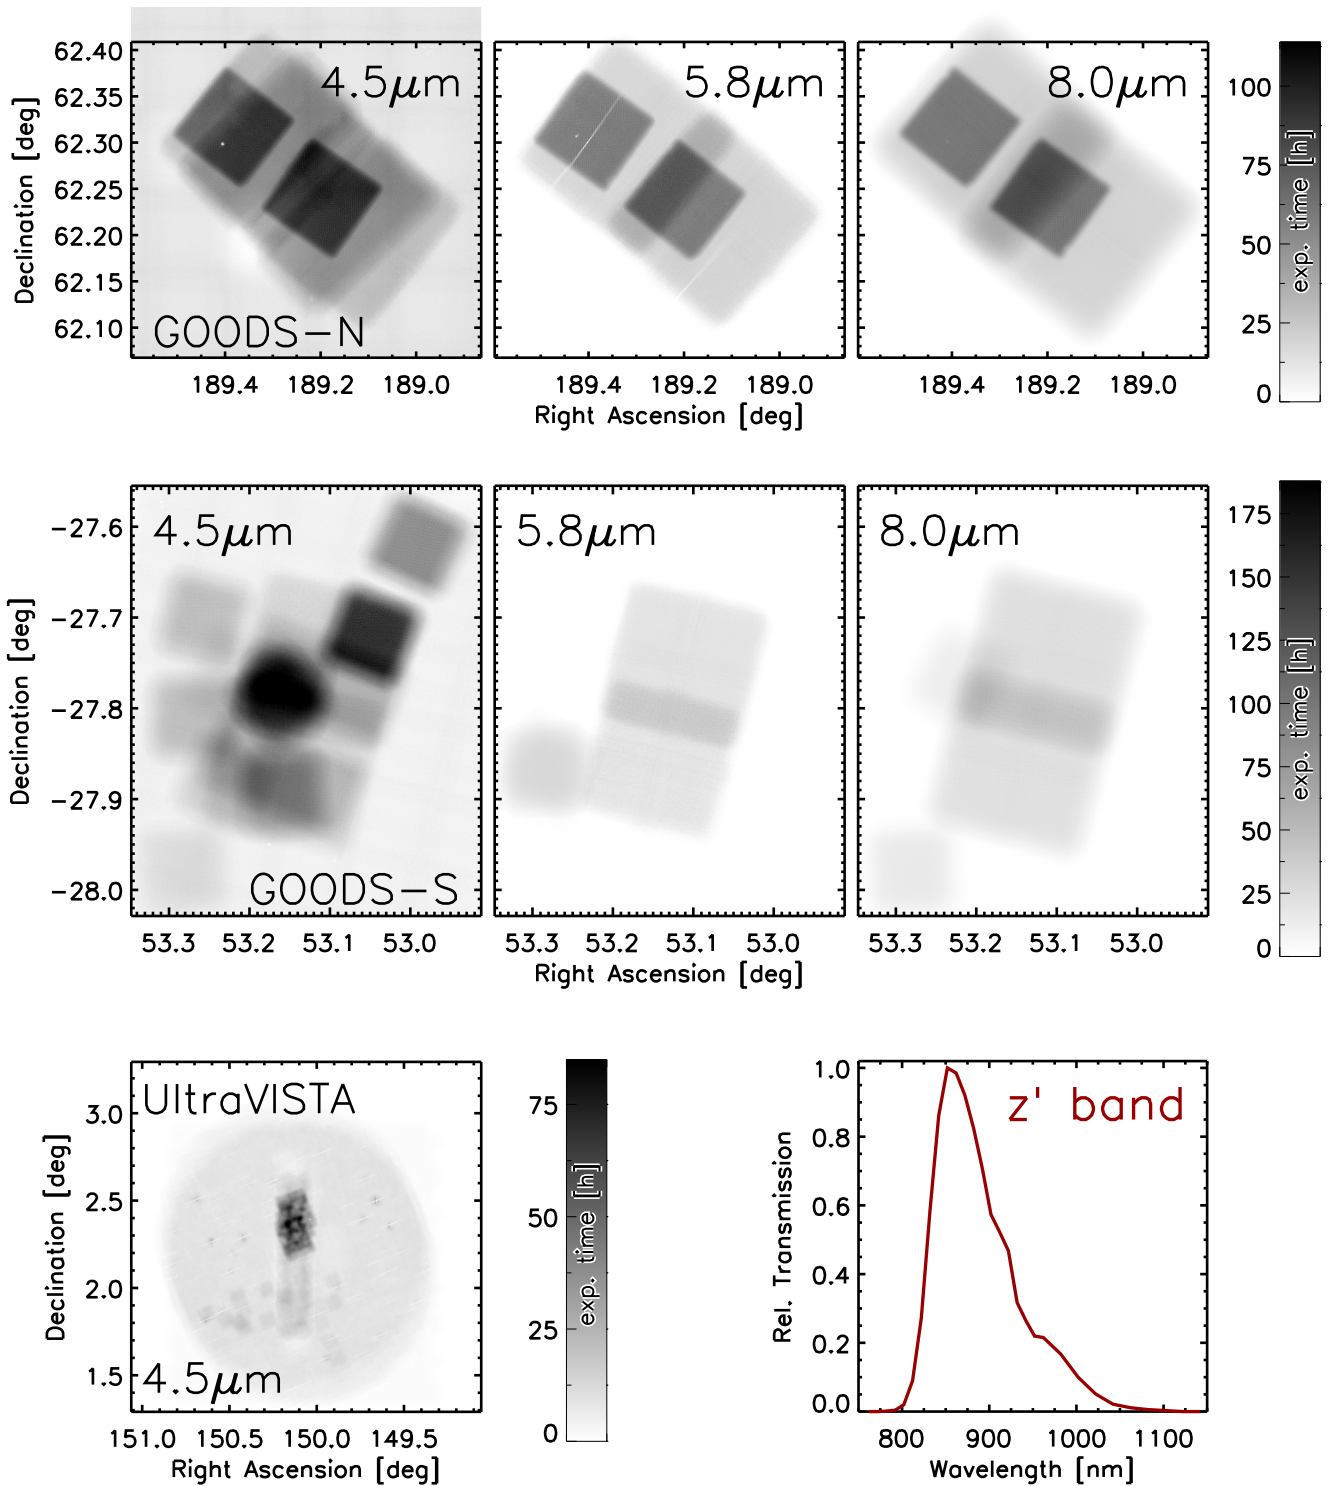 62.40
62.35
62.30
62.25
62.20
62.15
62.10
Declination [deg]
4.5μm
GOODS-N
5.8μm
8.0μm
189.4 189.2 189.0
189.4 189.2 189.0
189.4 189.2 189.0
Right Ascension [deg]
100
75
50
25
0
exp. time [h]
-27.6
-27.7
-27.8
-27.9
-28.0
Declination [deg]
4.5μm
GOODS-S
5.8μm
8.0μm
53.3 53.2 53.1 53.0
53.3 53.2 53.1 53.0
53.3 53.2 53.1 53.0
Right Ascension [deg]
175
150
125
100
75
50
25
0
exp. time [h]
3.0
2.5
2.0
1.5
Declination [deg]
UltraVISTA
4.5μm
151.0 150.5 150.0 149.5
Right Ascension [deg]
75
50
25
0
exp. time [h]
1.0
0.8
0.6
0.4
0.2
0.0
Rel. Transmission
z' band
800 900 1000 1100
Wavelength [nm]